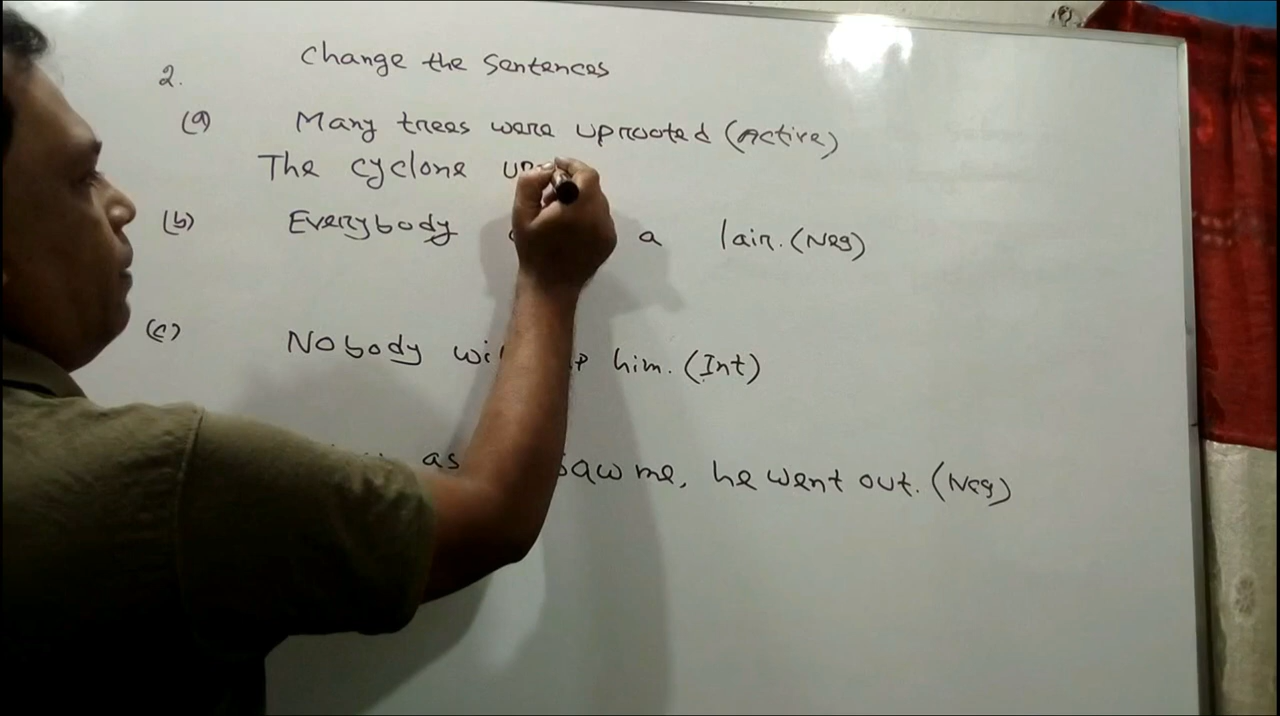 Change the Sentences
2.
(a) Many trees were uprooted (Active)
The cyclone
(b) Everybody a lair. (Neg)
(c) Nobody him. (Int)
as saw me, he went out. (Neg)